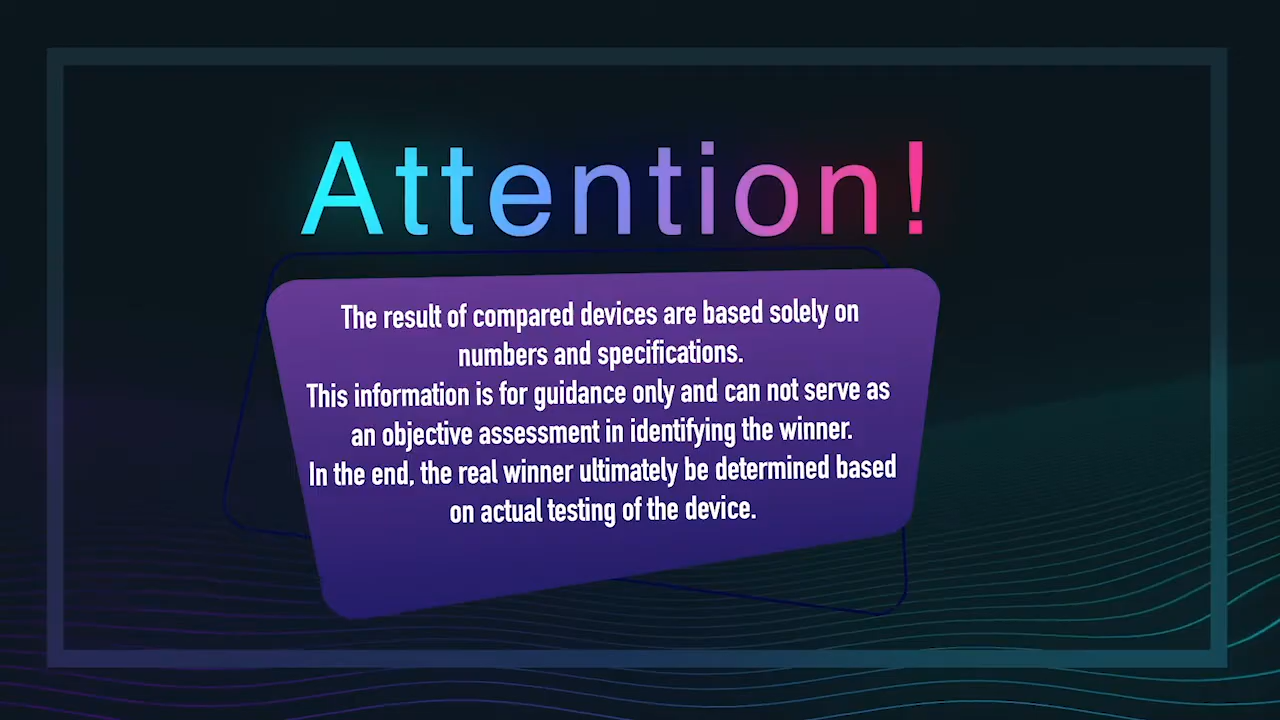 Attention!
The result of compared devices are based solely on
numbers and specifications.
This information is for guidance only and can not serve as
an objective assessment in identifying the winner.
In the end, the real winner ultimately be determined based
on actual testing of the device.